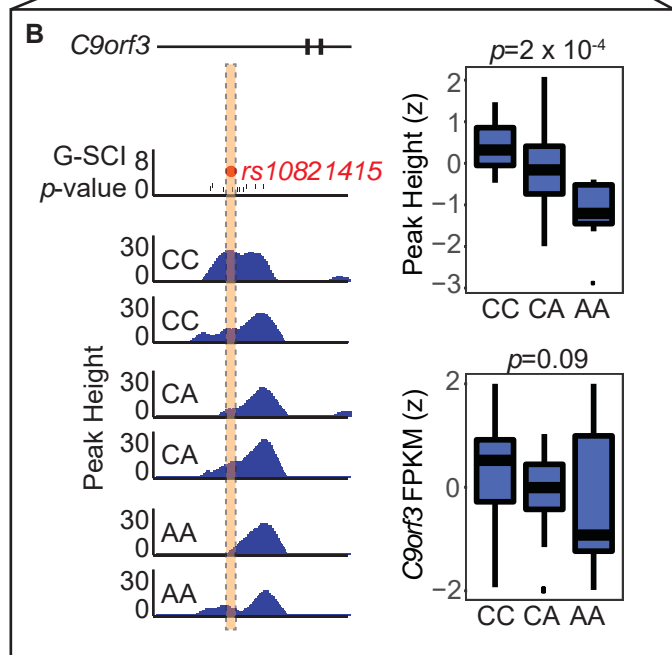 B
C9orf3
G-SCI
p-value
8
0
rs10821415
Peak Height
30
0
CC
30
0
CC
30
0
CA
30
0
CA
30
0
AA
30
0
AA
p=2 x 10-4
Peak Height (z)
2
1
0
−1
−2
−3
CC CA AA
p=0.09
C9orf3 FPKM (z)
2
0
−2
CC CA AA